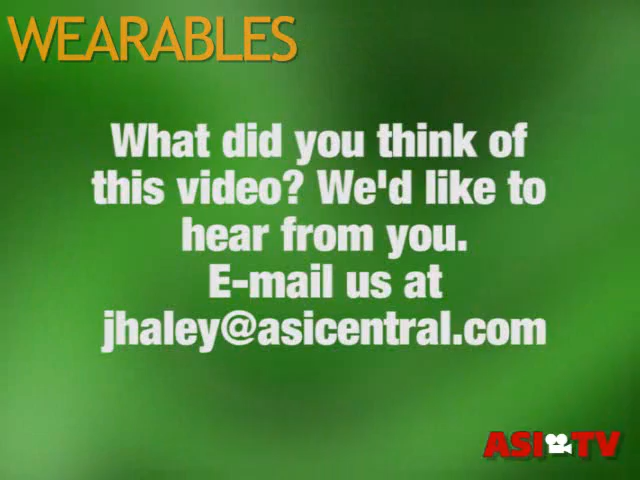 WEARABLES
What did you think of
this video? We'd like to
hear from you.
E-mail us at
jhaley@asicentral.com
ASI TV